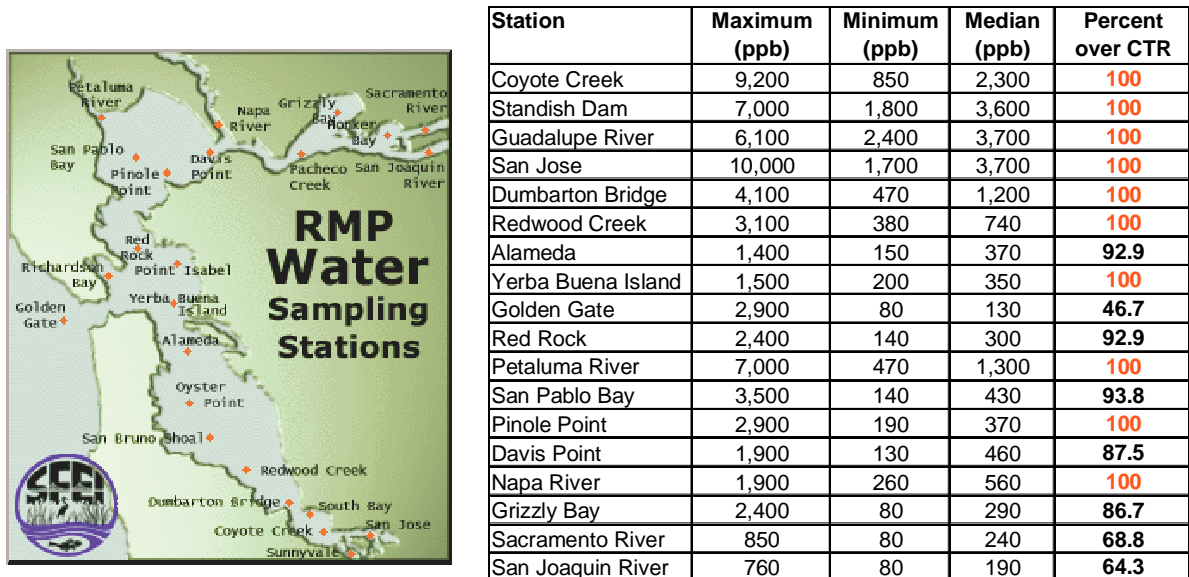 Petaluma
River
Napa
River
Grizzly
Bay
Honker
Bay
Sacramento
River
San Pablo
Bay
Pinole
Point
Davis
Point
Pacheco
Creek
San Joaquin
River
RMP
Water
Sampling
Stations
Red
Rock
Point Isabel
Richardson
Bay
Golden
Gate
Yerba Buena
Island
Alameda
Oyster
Point
San Bruno Shoal
Redwood Creek
Dumbarton Bridge
South Bay
Coyote Creek
San Jose
Sunnyvale
Station Maximum (ppb) Minimum (ppb) Median (ppb) Percent over CTR
Coyote Creek 9,200 850 2,300 100
Standish Dam 7,000 1,800 3,600 100
Guadalupe River 6,100 2,400 3,700 100
San Jose 10,000 1,700 3,700 100
Dumbarton Bridge 4,100 470 1,200 100
Redwood Creek 3,100 380 740 100
Alameda 1,400 150 370 92.9
Yerba Buena Island 1,500 200 350 100
Golden Gate 2,900 80 130 46.7
Red Rock 2,400 140 300 92.9
Petaluma River 7,000 470 1,300 100
San Pablo Bay 3,500 140 430 93.8
Pinole Point 2,900 190 370 100
Davis Point 1,900 130 460 87.5
Napa River 1,900 260 560 100
Grizzly Bay 2,400 80 290 86.7
Sacramento River 850 80 240 68.8
San Joaquin River 760 80 190 64.3